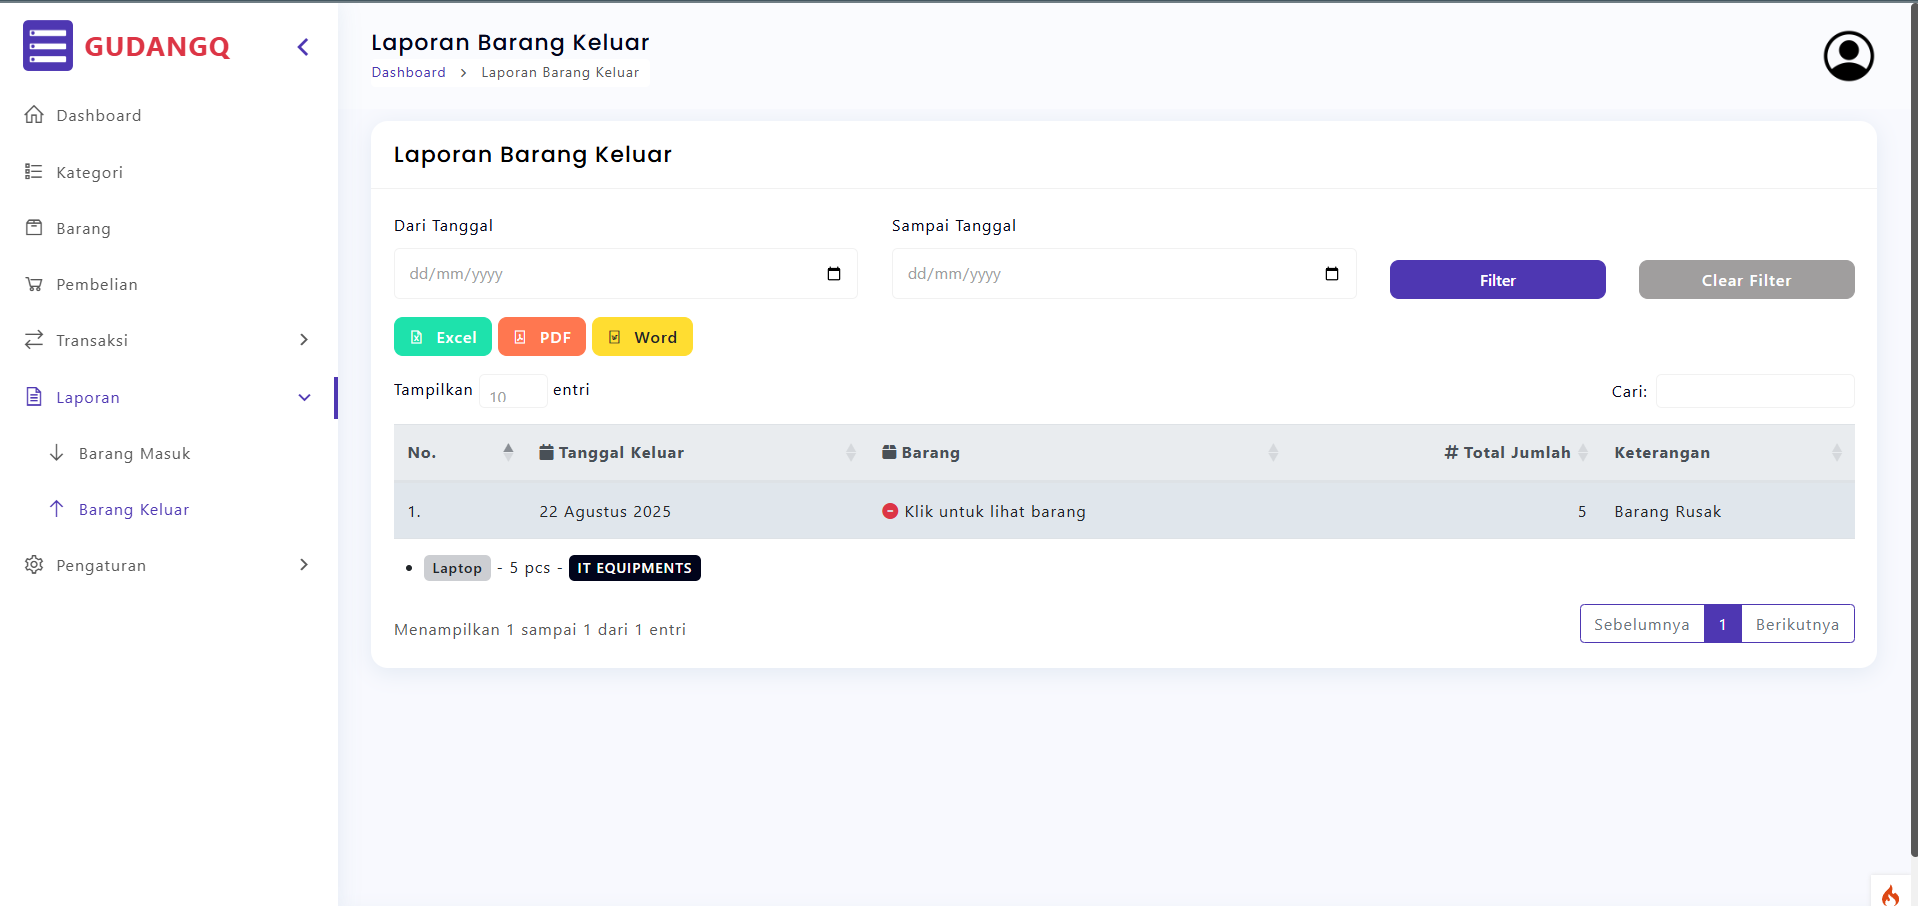 GUDANGQ
Dashboard
Kategori
Barang
Pembelian
Transaksi
Laporan
Barang Masuk
Barang Keluar
Pengaturan
Laporan Barang Keluar
Dashboard > Laporan Barang Keluar
Laporan Barang Keluar
Dari Tanggal
Sampai Tanggal
dd/mm/yyyy
dd/mm/yyyy
Filter
Clear Filter
Excel PDF Word
Tampilkan 10 entri
Cari:
No. Tanggal Keluar Barang # Total Jumlah Keterangan
1. 22 Agustus 2025 Klik untuk lihat barang 5 Barang Rusak
• Laptop - 5 pcs - IT EQUIPMENTS
Menampilkan 1 sampai 1 dari 1 entri
Sebelumnya 1 Berikutnya